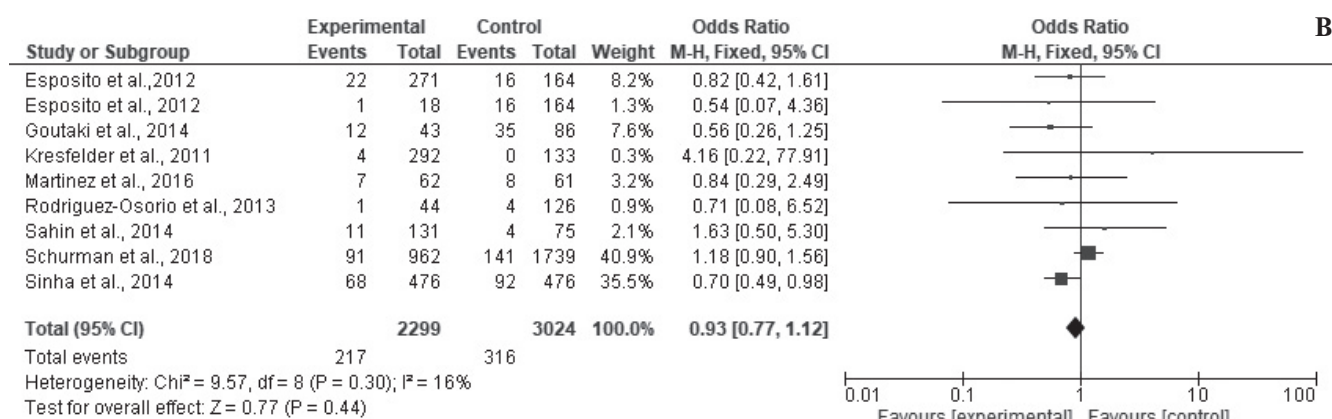 Experimental Control Odds Ratio Odds Ratio B
Study or Subgroup Events Total Events Total Weight M-H, Fixed, 95% CI M-H, Fixed, 95% CI
Esposito et al.,2012 22 271 16 164 8.2% 0.82 [0.42, 1.61]
Esposito et al., 2012 1 18 16 164 1.3% 0.54 [0.07, 4.36]
Goutaki et al., 2014 12 43 35 86 7.6% 0.56 [0.26, 1.25]
Kresfelder et al., 2011 4 292 0 133 0.3% 4.16 [0.22, 77.91]
Martinez et al., 2016 7 62 8 61 3.2% 0.84 [0.29, 2.49]
Rodriguez-Osorio et al., 2013 1 44 4 126 0.9% 0.71 [0.08, 6.52]
Sahin et al., 2014 11 131 4 75 2.1% 1.63 [0.50, 5.30]
Schurman et al., 2018 91 962 141 1739 40.9% 1.18 [0.90, 1.56]
Sinha et al., 2014 68 476 92 476 35.5% 0.70 [0.49, 0.98]
Total (95% CI) 2299 3024 100.0% 0.93 [0.77, 1.12]
Total events 217 316
Heterogeneity: Chi² = 9.57, df = 8 (P = 0.30); I² = 16%
Test for overall effect: Z = 0.77 (P = 0.44)
0.01 0.1 1 10 100
Favours [experimental] Favours [control]